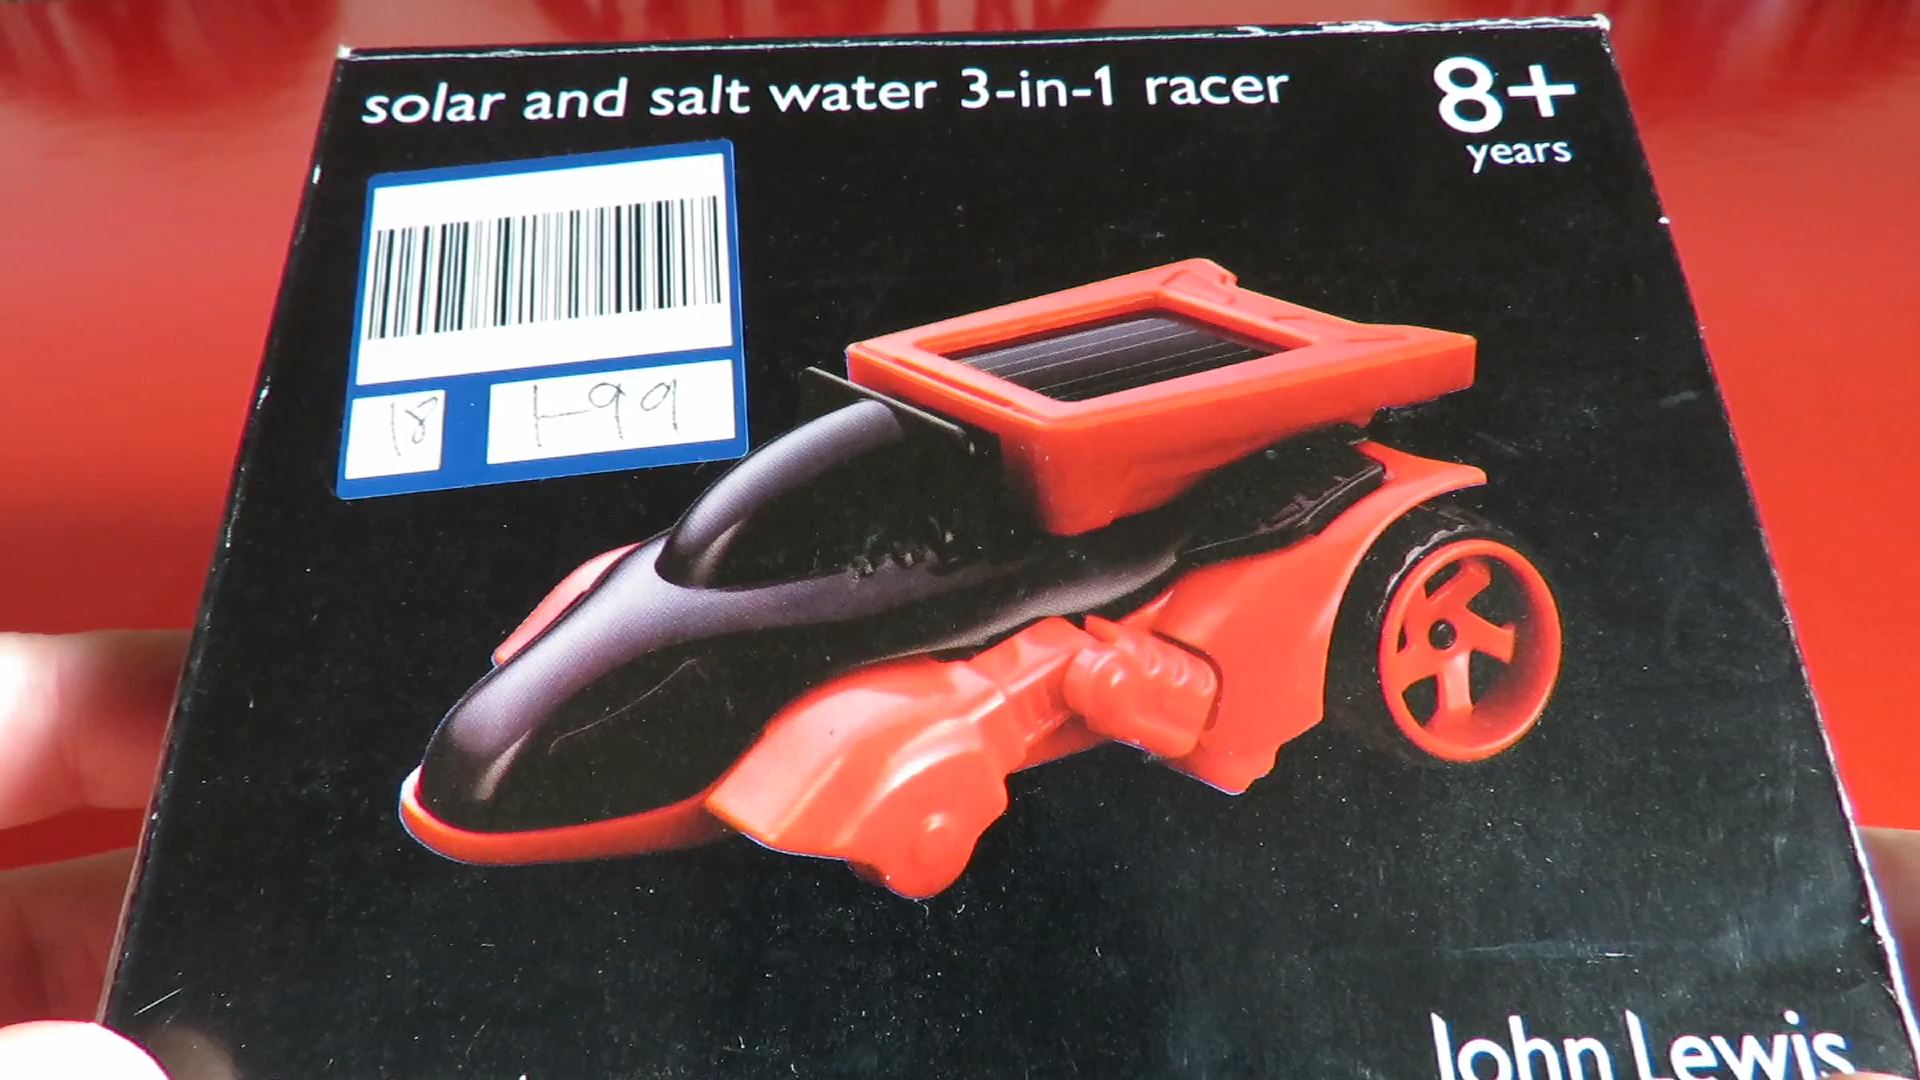 solar and salt water 3-in-1 racer
8+
years
18
1-99
John Lewis